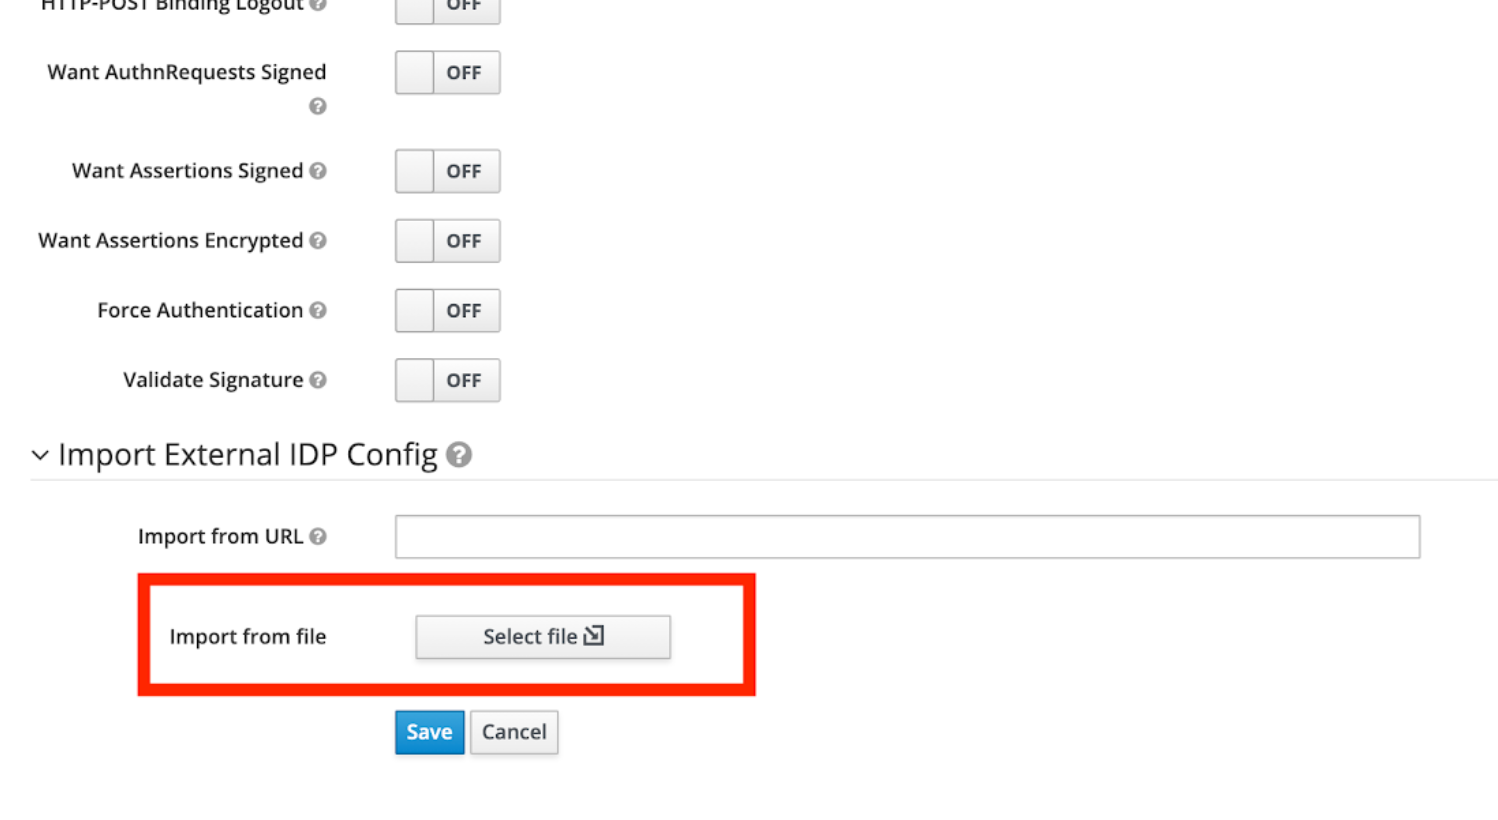 HTTP-POST Binding Logout
OFF
Want AuthnRequests Signed
OFF
Want Assertions Signed
OFF
Want Assertions Encrypted
OFF
Force Authentication
OFF
Validate Signature
OFF
Import External IDP Config
Import from URL
Import from file
Select file
Save
Cancel